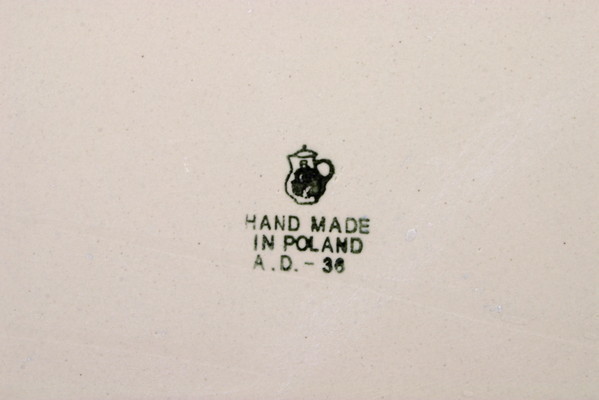 HAND MADE
IN POLAND
A.D. - 36